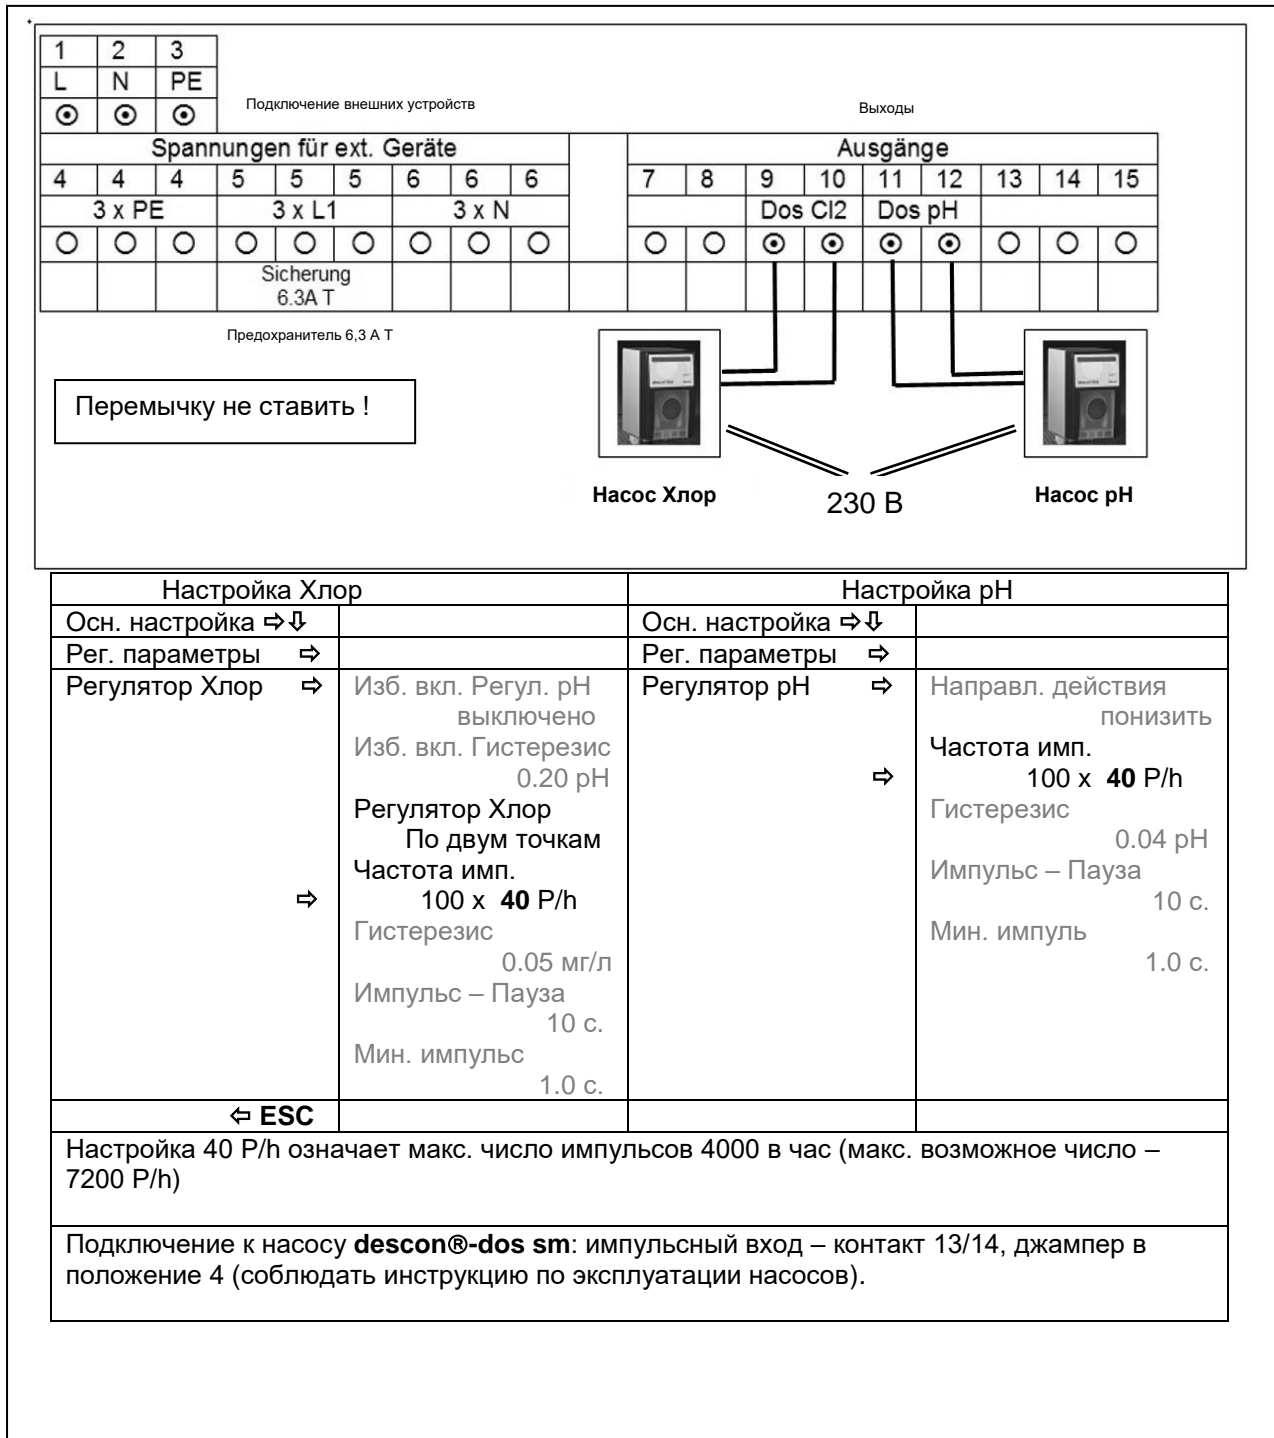 1 2 3
L N PE
Подключение внешних устройств
Выходы
Spannungen für ext. Geräte
Ausgänge
4 4 4 5 5 5 6 6 6 7 8 9 10 11 12 13 14 15
3 x PE 3 x L1 3 x N Dos Cl2 Dos pH
Sicherung
6.3A T
Предохранитель 6,3 А Т
Перемычку не ставить !
Насос Хлор
230 В
Насос рН
Настройка Хлор Настройка рН
Осн. настройка ⇨⇩ Осн. настройка ⇨⇩
Рег. параметры ⇨ Рег. параметры ⇨
Регулятор Хлор ⇨ Изб. вкл. Регул. рН Регулятор рН ⇨ Направл. действия
выключено понизить
Изб. вкл. Гистерезис Частота имп.
0.20 рН ⇨ 100 x 40 P/h
Регулятор Хлор Гистерезис
По двум точкам 0.04 рН
Частота имп. Импульс – Пауза
⇨ 100 x 40 P/h 10 с.
Гистерезис Мин. импуль
0.05 мг/л 1.0 с.
Импульс – Пауза
10 с.
Мин. импульс
1.0 с.
⇦ ESC
Настройка 40 P/h означает макс. число импульсов 4000 в час (макс. возможное число –
7200 P/h)
Подключение к насосу descon®-dos sm: импульсный вход – контакт 13/14, джампер в
положение 4 (соблюдать инструкцию по эксплуатации насосов).